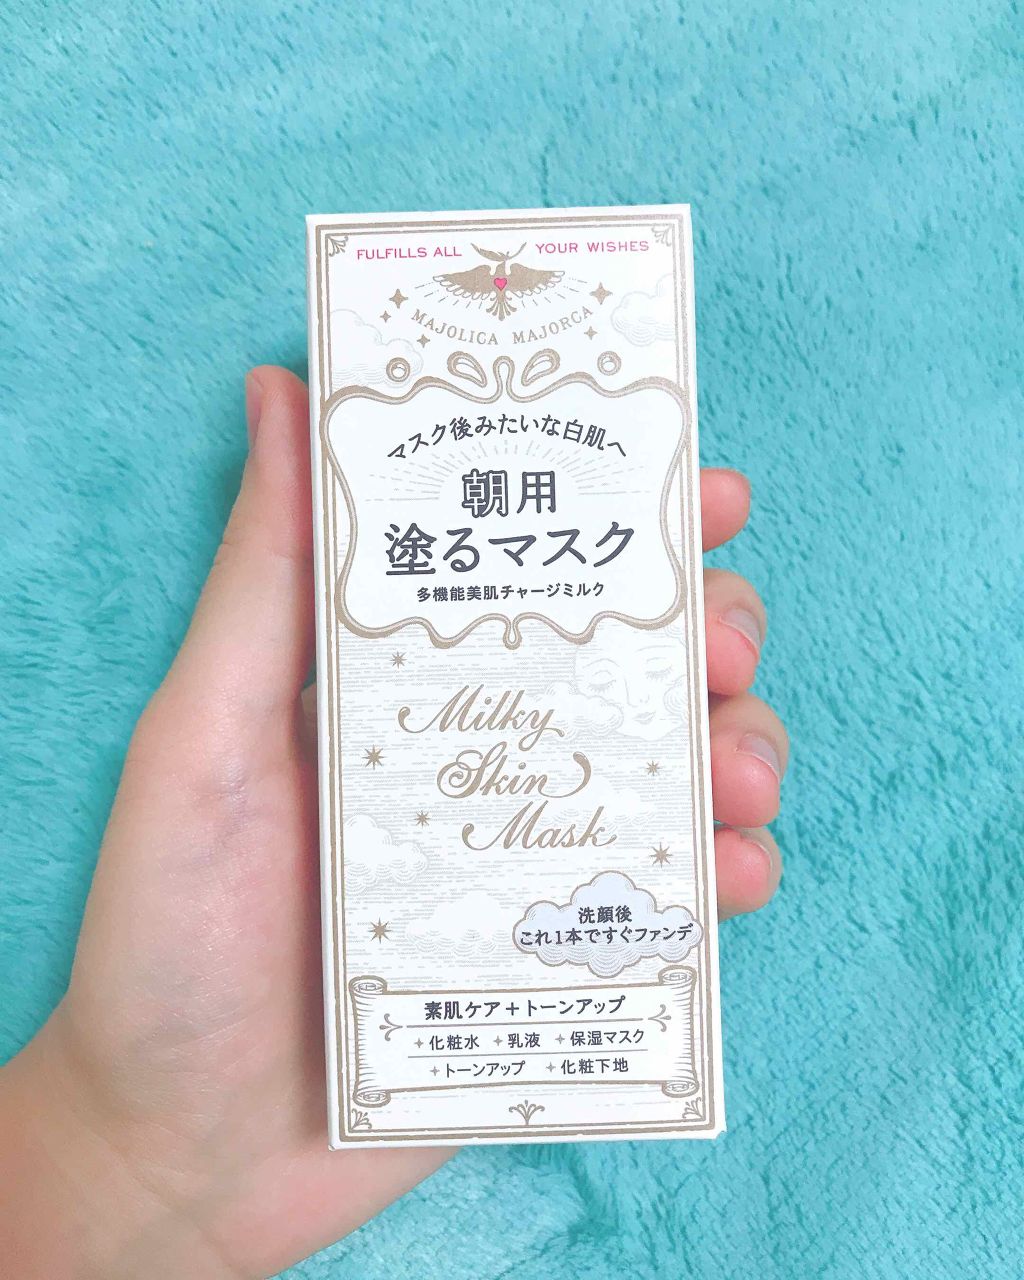 FULFILLS ALL YOUR WISHES
MAJOLICA MAJORCA
マスク後みたいな白肌へ
朝用
塗るマスク
多機能美肌チャージミルク
Milky
Skin
Mask
洗顔後
これ1本ですぐファンデ
素肌ケア+トーンアップ
+化粧水 +乳液 +保湿マスク
+トーンアップ +化粧下地